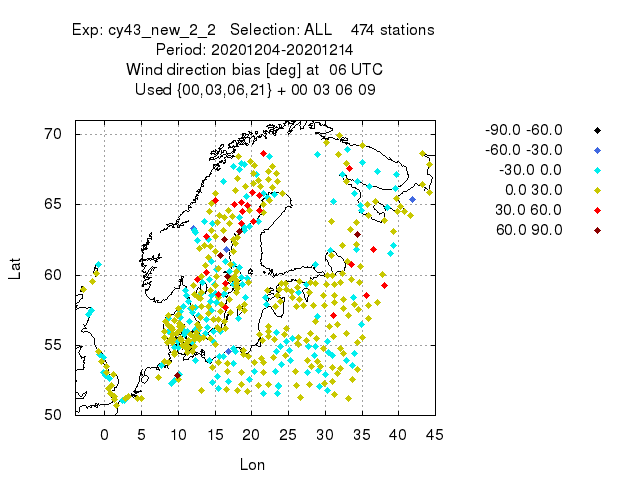 Exp: cy43_new_2_2   Selection: ALL    474 stations
Period: 20201204-20201214
Wind direction bias [deg] at  06 UTC
Used {00,03,06,21} + 00 03 06 09
70
65
60
55
50
Lat
0 5 10 15 20 25 30 35 40 45
Lon
-90.0 -60.0
-60.0 -30.0
-30.0 0.0
0.0 30.0
30.0 60.0
60.0 90.0